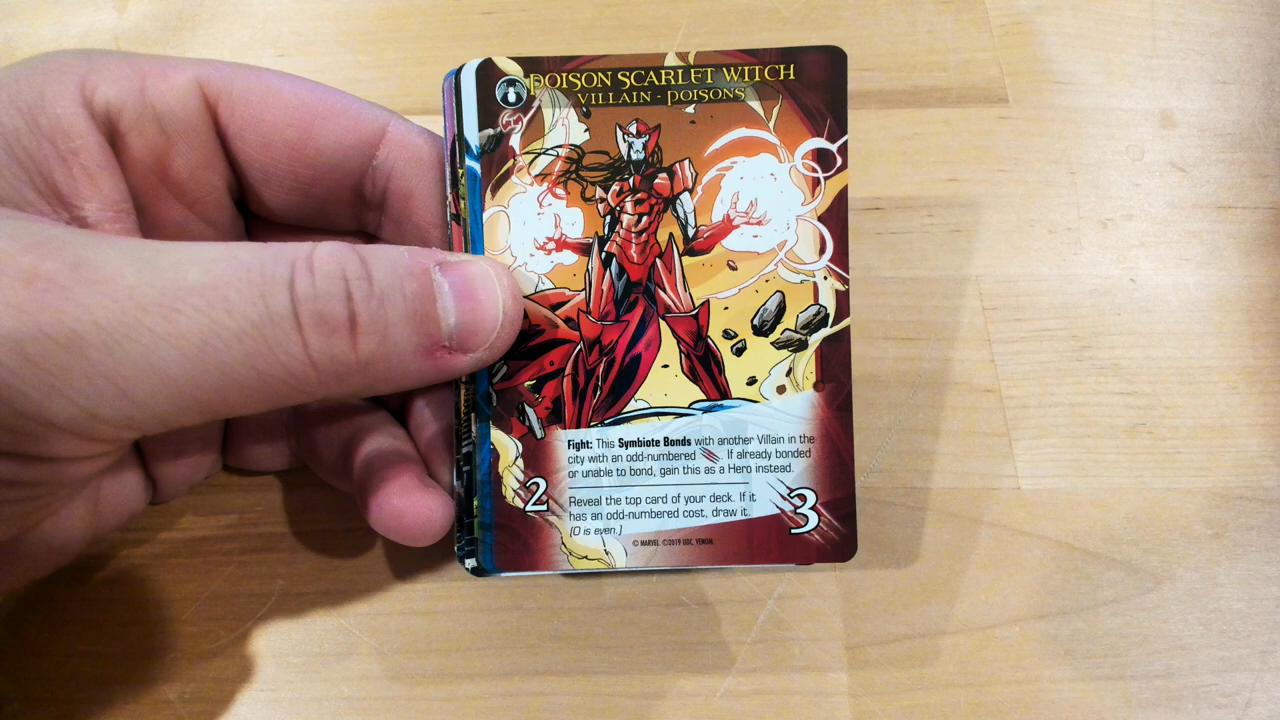 POISON SCARLET WITCH
VILLAIN - POISONS
Fight: This Symbiote Bonds with another Villain in the
city with an odd-numbered . If already bonded
or unable to bond, gain this as a Hero instead.
2
Reveal the top card of your deck. If it
has an odd-numbered cost, draw it.
(0 is even.)
3
© MARVEL. ©2019 UDC. VENOM.